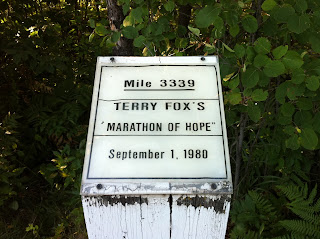 Mile 3339
TERRY FOX'S
"MARATHON OF HOPE"
September 1, 1980